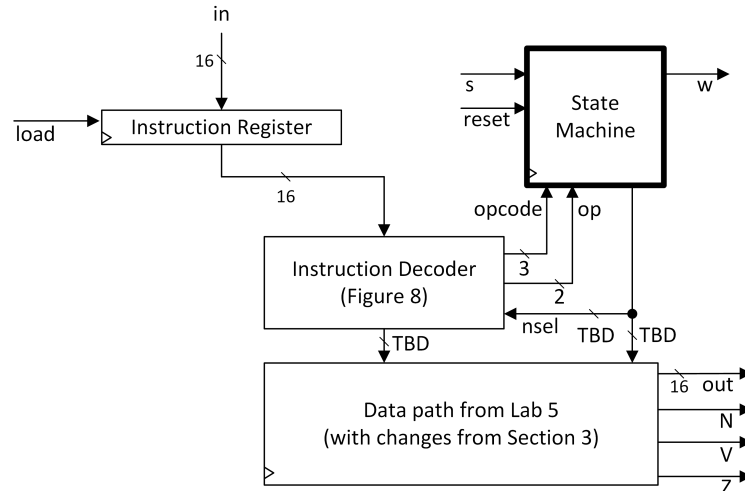 in
16
s
State
Machine
w
load
Instruction Register
reset
16
opcode
op
Instruction Decoder
(Figure 8)
3
2
nsel
TBD
TBD
TBD
Data path from Lab 5
(with changes from Section 3)
16
out
N
V
Z